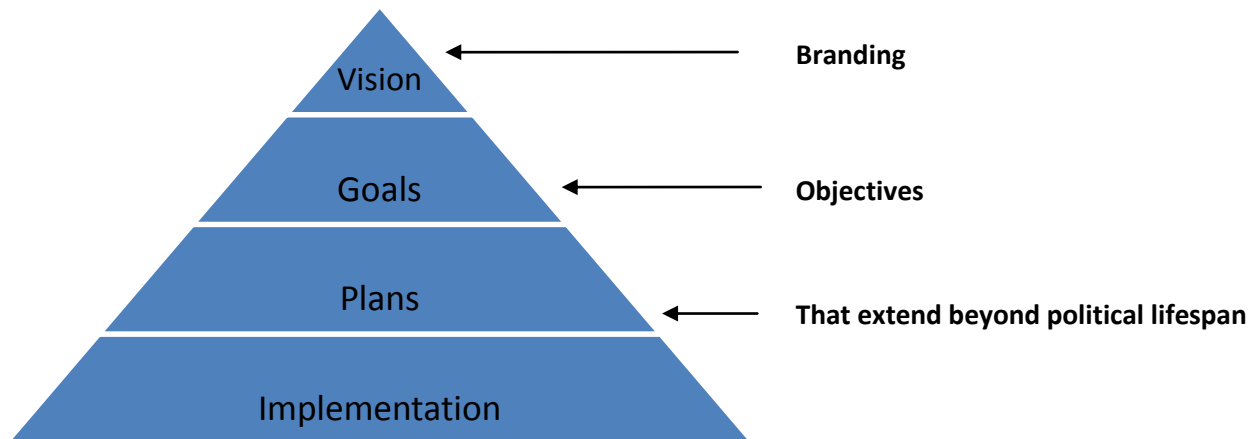 Vision
Branding
Goals
Objectives
Plans
That extend beyond political lifespan
Implementation